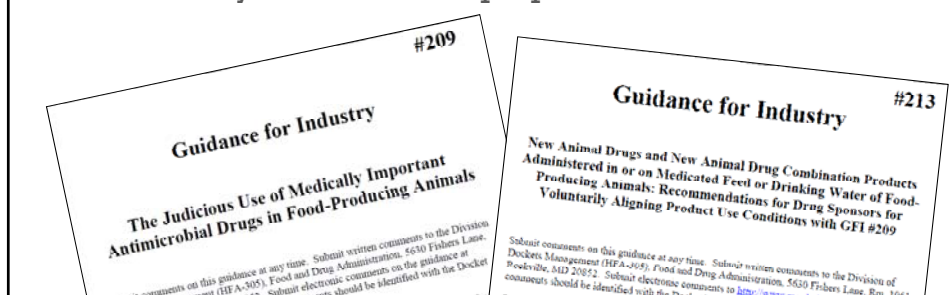 #209
Guidance for Industry
The Judicious Use of Medically Important
Antimicrobial Drugs in Food-Producing Animals
comments on this guidance at any time. Submit written comments to the Division
(HFA-305), Food and Drug Administration, 5630 Fishers Lane,
Submit electronic comments on the guidance at
should be identified with the Docket
#213
Guidance for Industry
New Animal Drugs and New Animal Drug Combination Products
Administered in or on Medicated Feed or Drinking Water of Food-
Producing Animals: Recommendations for Drug Sponsors for
Voluntarily Aligning Product Use Conditions with GFI #209
Submit comments on this guidance at any time. Submit written comments to the Division of
Dockets Management (HFA-305), Food and Drug Administration, 5630 Fishers Lane, Rm. 1061
Rockville, MD 20852. Submit electronic comments to
comments should be identified with the